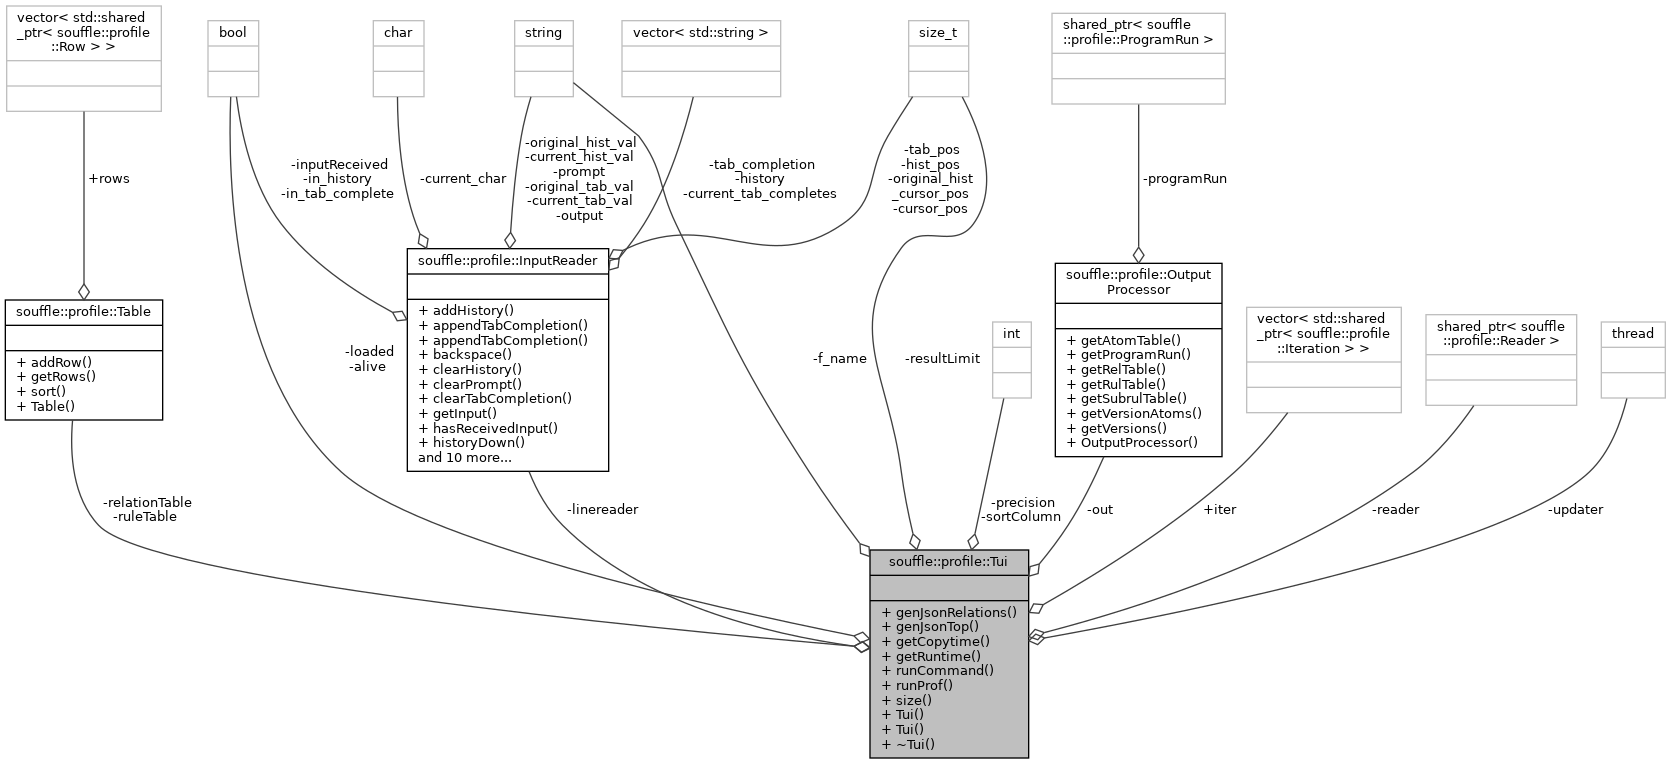 vector< std::shared
_ptr< souffle::profile
::Row > >
bool
char
string
vector< std::string >
size_t
shared_ptr< souffle
::profile::ProgramRun >
+rows
-inputReceived
-in_history
-in_tab_complete
-current_char
-original_hist_val
-current_hist_val
-prompt
-original_tab_val
-current_tab_val
-output
-tab_completion
-history
-current_tab_completes
-tab_pos
-hist_pos
-original_hist
_cursor_pos
-cursor_pos
-programRun
souffle::profile::Table
+ addRow()
+ getRows()
+ sort()
+ Table()
souffle::profile::InputReader
+ addHistory()
+ appendTabCompletion()
+ appendTabCompletion()
+ backspace()
+ clearHistory()
+ clearPrompt()
+ clearTabCompletion()
+ getInput()
+ hasReceivedInput()
+ historyDown()
and 10 more...
souffle::profile::Output
Processor
+ getAtomTable()
+ getProgramRun()
+ getRelTable()
+ getRulTable()
+ getSubrulTable()
+ getVersionAtoms()
+ getVersions()
+ OutputProcessor()
int
vector< std::shared
_ptr< souffle::profile
::Iteration > >
shared_ptr< souffle
::profile::Reader >
thread
-loaded
-alive
-f_name
-resultLimit
-relationTable
-ruleTable
-linereader
-precision
-sortColumn
-out
+iter
-reader
-updater
souffle::profile::Tui
+ genJsonRelations()
+ genJsonTop()
+ getCopytime()
+ getRuntime()
+ runCommand()
+ runProf()
+ size()
+ Tui()
+ Tui()
+ ~Tui()